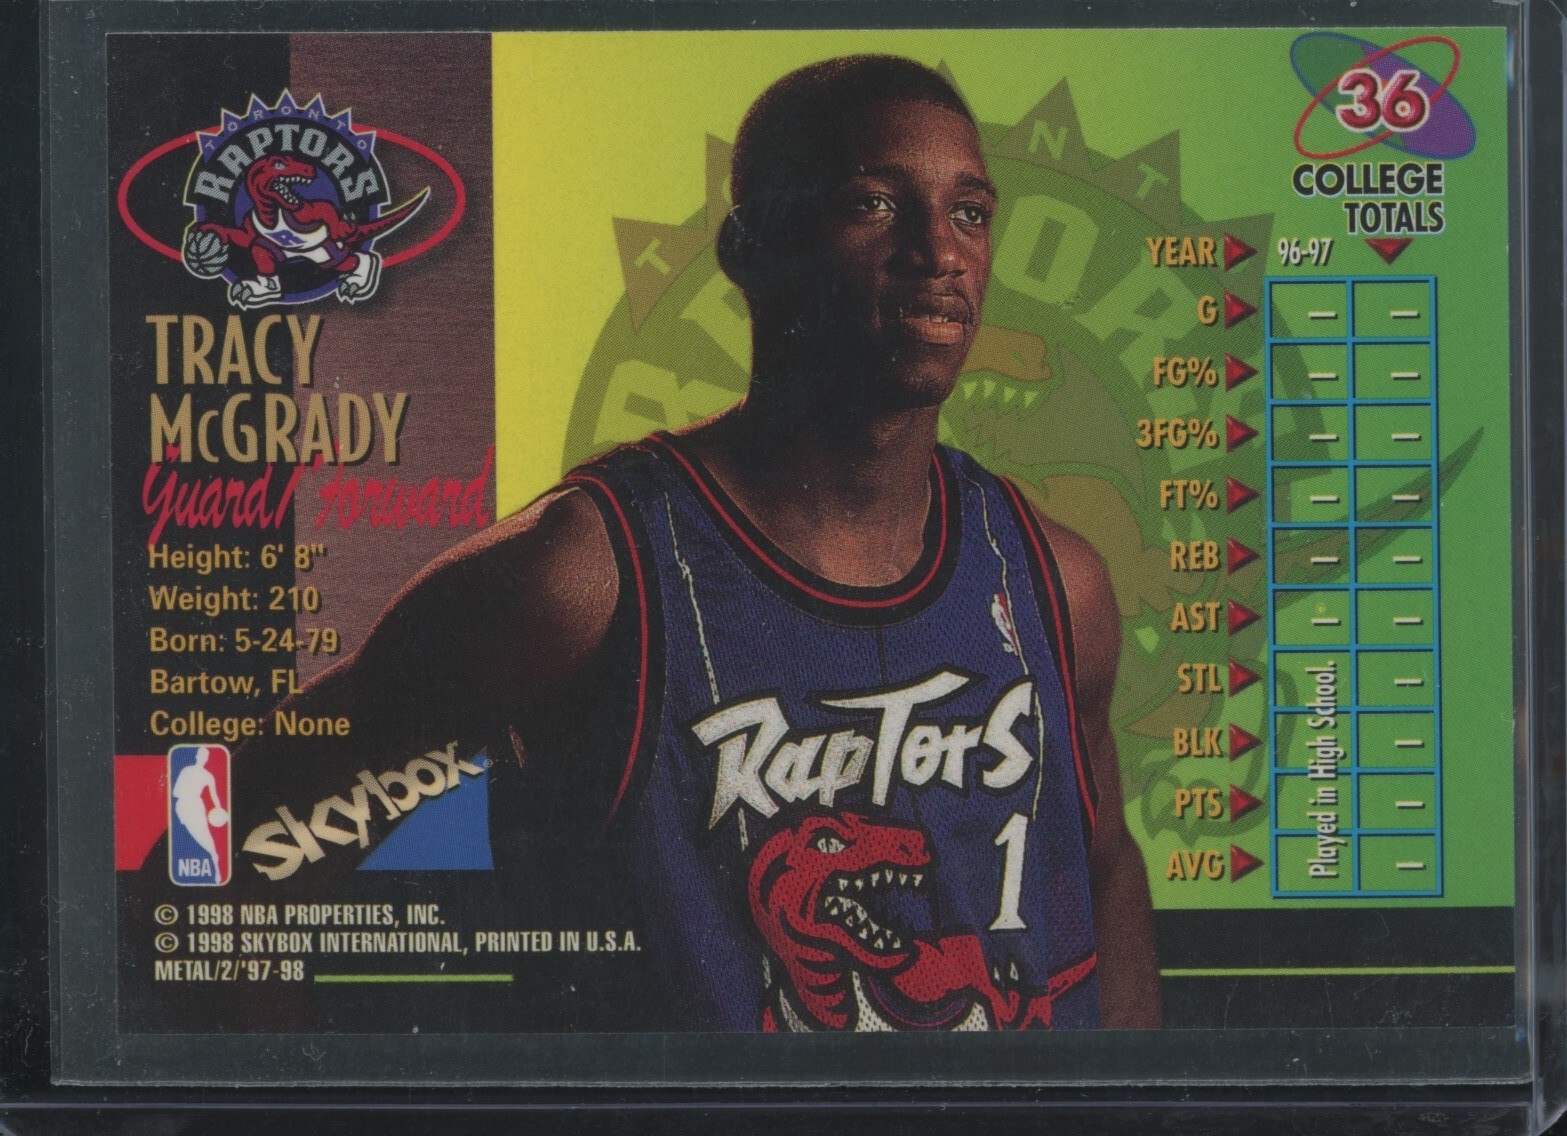 TORONTO
RAPTORS
TRACY
McGRADY
Guard/Forward
Height: 6' 8"
Weight: 210
Born: 5-24-79
Bartow, FL
College: None
NBA
Skybox
© 1998 NBA PROPERTIES, INC.
© 1998 SKYBOX INTERNATIONAL, PRINTED IN U.S.A.
METAL/2/'97-98
RapTors
1
36
COLLEGE
TOTALS
YEAR 96-97
G – –
FG% – –
3FG% – –
FT% – –
REB – –
AST – –
STL –
BLK –
PTS –
AVG –
Played in High School.